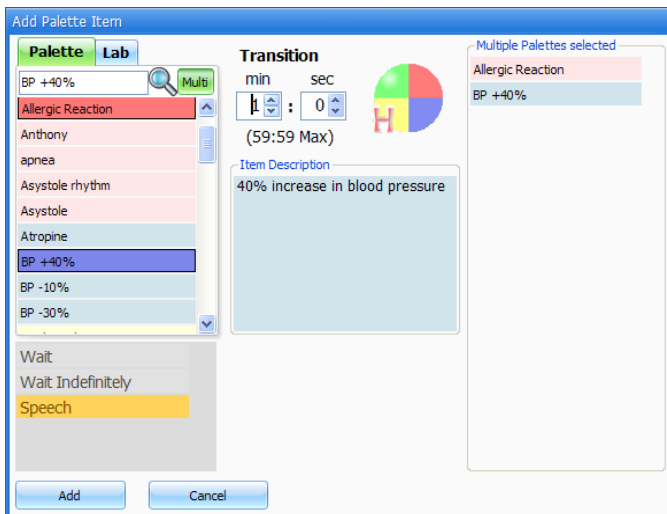 Add Palette Item
Palette
Lab
BP +40%
Multi
Allergic Reaction
Anthony
apnea
Asystole rhythm
Asystole
Atropine
BP +40%
BP -10%
BP -30%
Wait
Wait Indefinitely
Speech
Add
Cancel
Transition
min sec
1 : 0
(59:59 Max)
H
Item Description
40% increase in blood pressure
Multiple Palettes selected
Allergic Reaction
BP +40%